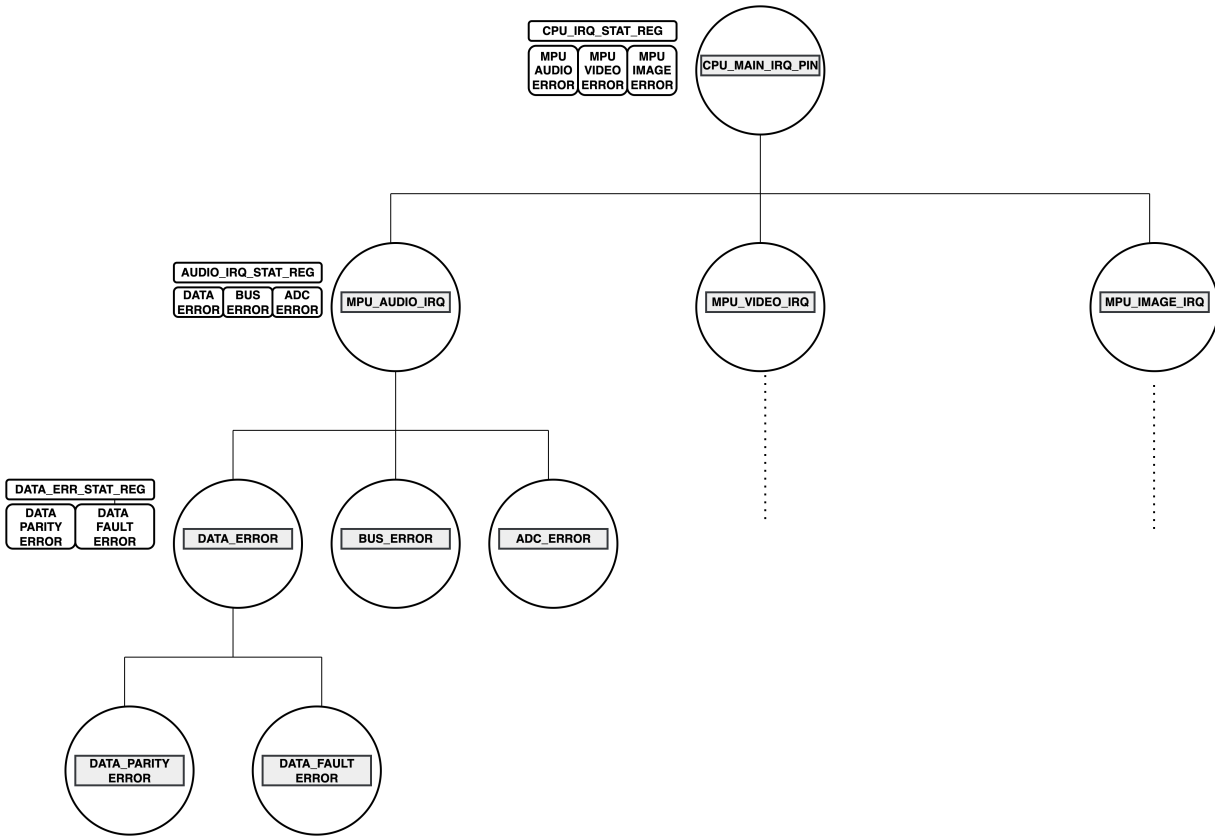 CPU_IRQ_STAT_REG
MPU
AUDIO
ERROR
MPU
VIDEO
ERROR
MPU
IMAGE
ERROR
CPU_MAIN_IRQ_PIN
AUDIO_IRQ_STAT_REG
DATA
ERROR
BUS
ERROR
ADC
ERROR
MPU_AUDIO_IRQ
MPU_VIDEO_IRQ
MPU_IMAGE_IRQ
DATA_ERR_STAT_REG
DATA
PARITY
ERROR
DATA
FAULT
ERROR
DATA_ERROR
BUS_ERROR
ADC_ERROR
DATA_PARITY
ERROR
DATA_FAULT
ERROR